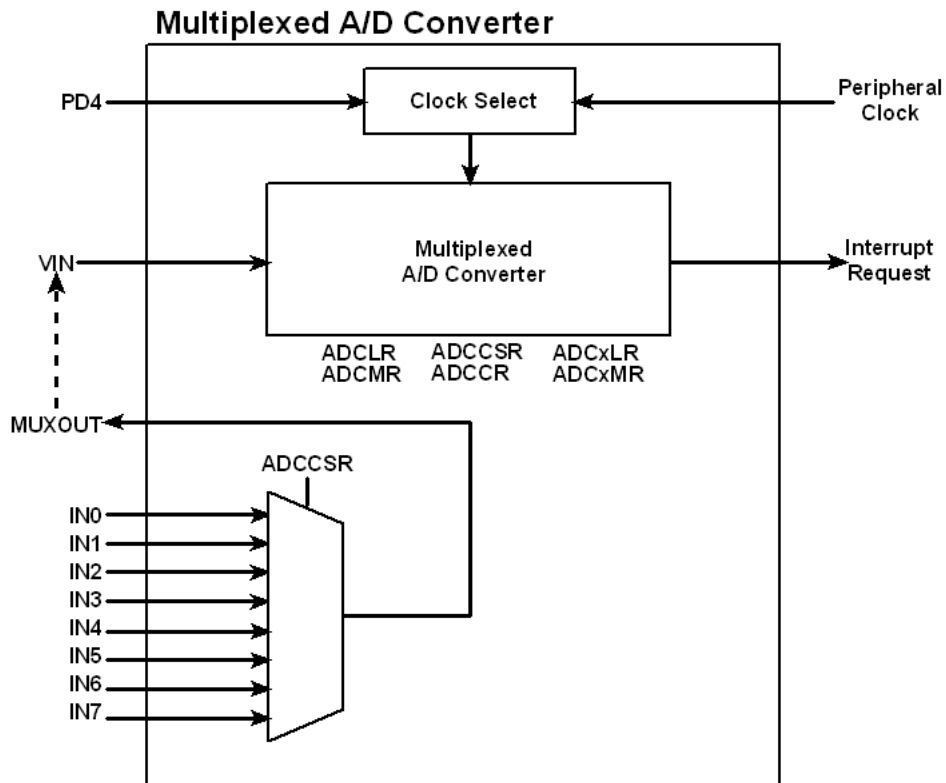 Multiplexed A/D Converter
PD4
Clock Select
Peripheral
Clock
VIN
Multiplexed
A/D Converter
Interrupt
Request
ADCLR ADCCSR ADCxLR
ADCMR ADCCR ADCxMR
MUXOUT
ADCCSR
IN0
IN1
IN2
IN3
IN4
IN5
IN6
IN7